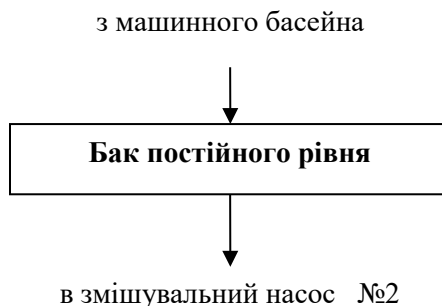 з машинного басейна
Бак постійного рівня
в змішувальний насос №2